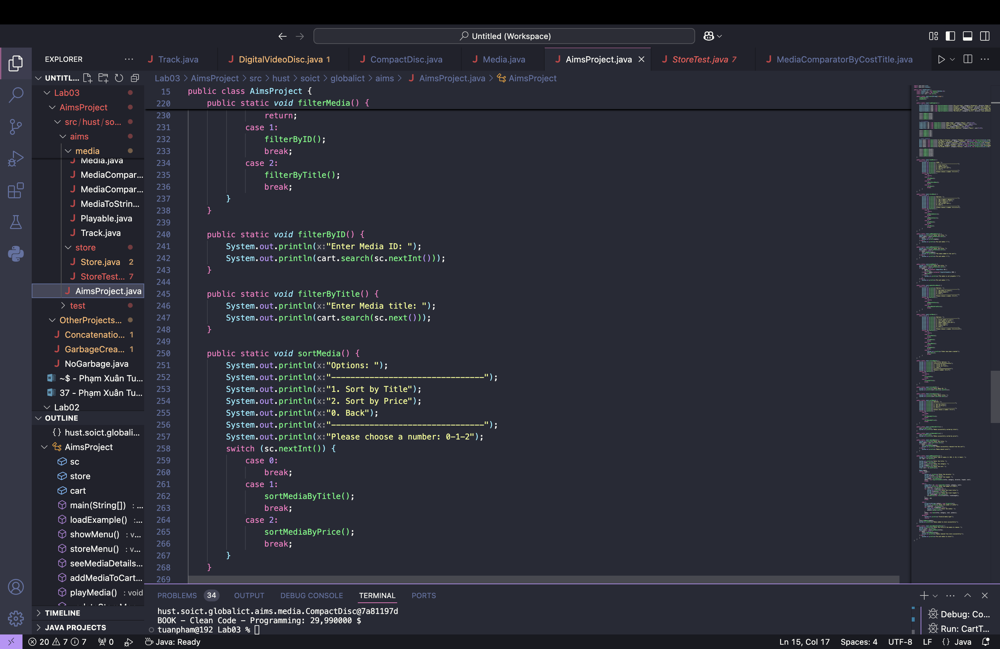 Untitled (Workspace)
EXPLORER
Track.java
DigitalVideoDisc.java 1
CompactDisc.java
Media.java
AimsProject.java
StoreTest.java 7
MediaComparatorByCostTitle.java
UNTITL...
Lab03 > AimsProject > src > hust > soict > globalict > aims > AimsProject.java > AimsProject
Lab03
AimsProject
src/hust/so...
aims
media
Media.java
MediaCompar...
MediaCompar...
MediaToStrin...
Playable.java
Track.java
store
Store.java 2
StoreTest... 7
AimsProject.java
test
OtherProjects...
Concatenatio... 1
GarbageCrea... 1
NoGarbage.java
~$ - Phạm Xuân Tu...
37 - Phạm Xuân Tu...
Lab02
OUTLINE
{} hust.soict.globali...
AimsProject
sc
store
cart
main(String[]) : ...
loadExample() :...
showMenu() : v...
storeMenu() : v...
seeMediaDetails...
addMediaToCart...
playMedia() : void
TIMELINE
JAVA PROJECTS
15 public class AimsProject {
220 public static void filterMedia() {
230 return;
231 case 1:
232 filterByID();
233 break;
234 case 2:
235 filterByTitle();
236 break;
237 }
238 }
239
240 public static void filterByID() {
241 System.out.println(x:"Enter Media ID: ");
242 System.out.println(cart.search(sc.nextInt()));
243 }
244
245 public static void filterByTitle() {
246 System.out.println(x:"Enter Media title: ");
247 System.out.println(cart.search(sc.next()));
248 }
249
250 public static void sortMedia() {
251 System.out.println(x:"Options: ");
252 System.out.println(x:"--------------------------------");
253 System.out.println(x:"1. Sort by Title");
254 System.out.println(x:"2. Sort by Price");
255 System.out.println(x:"0. Back");
256 System.out.println(x:"--------------------------------");
257 System.out.println(x:"Please choose a number: 0-1-2");
258 switch (sc.nextInt()) {
259 case 0:
260 break;
261 case 1:
262 sortMediaByTitle();
263 break;
264 case 2:
265 sortMediaByPrice();
266 break;
267 }
268 }
269
PROBLEMS 34 OUTPUT DEBUG CONSOLE TERMINAL PORTS
hust.soict.globalict.aims.media.CompactDisc@7a81197d
BOOK - Clean Code - Programming: 29,990000 $
tuanpham@192 Lab03 %
Debug: Co...
Run: CartT...
20 7 7 0 Java: Ready
Ln 15, Col 17 Spaces: 4 UTF-8 LF {} Java